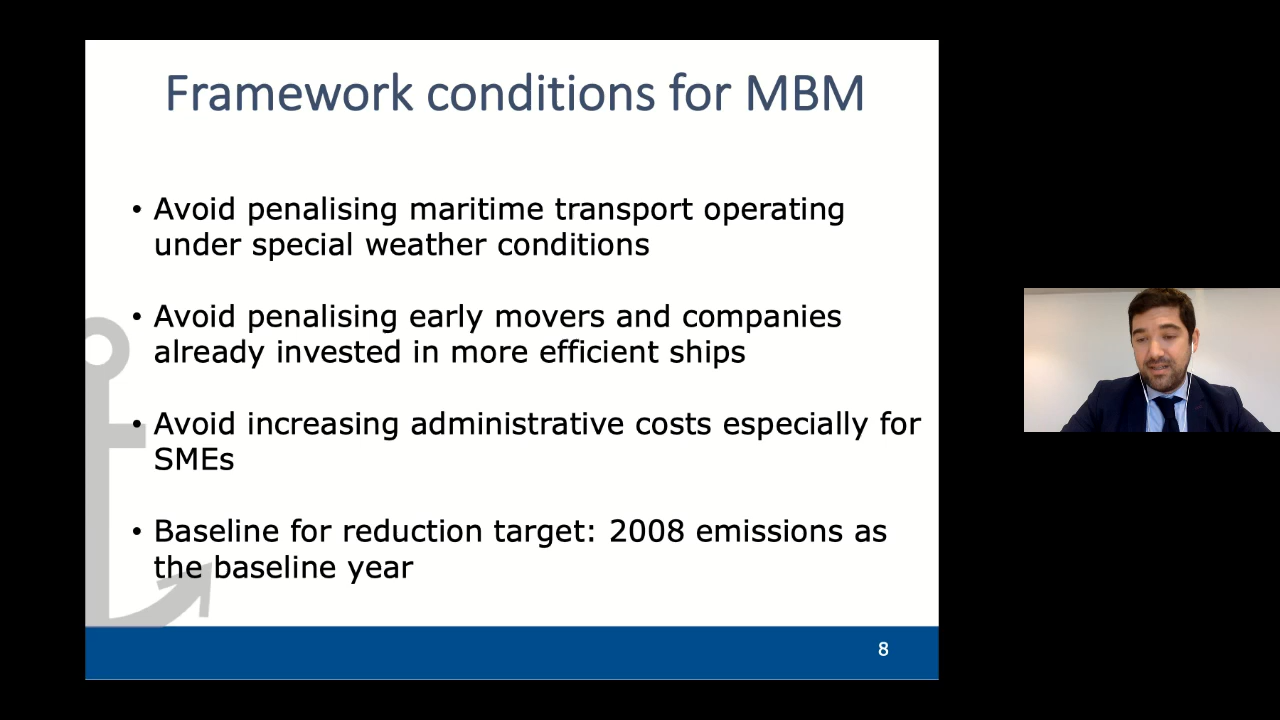 Framework conditions for MBM
• Avoid penalising maritime transport operating
under special weather conditions
• Avoid penalising early movers and companies
already invested in more efficient ships
• Avoid increasing administrative costs especially for
SMEs
• Baseline for reduction target: 2008 emissions as
the baseline year
8